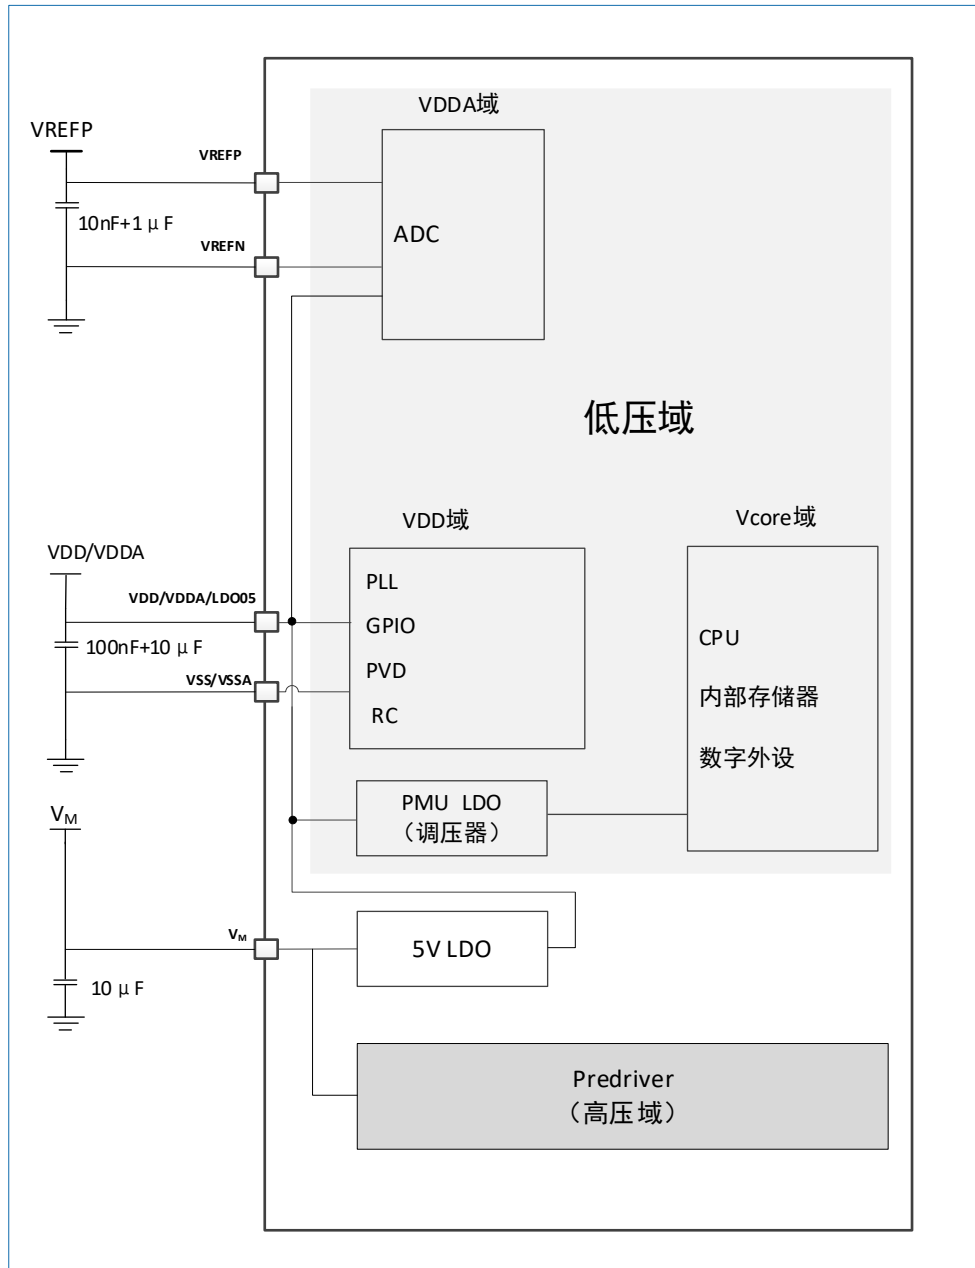 VDDA域
VREFP
VREFP
10nF+1μF
VREFN
ADC
低压域
VDD域
Vcore域
VDD/VDDA
VDD/VDDA/LDO05
100nF+10μF
VSS/VSSA
PLL
GPIO
PVD
RC
CPU
内部存储器
数字外设
PMU LDO
（调压器）
VM
VM
10μF
5V LDO
Predriver
（高压域）